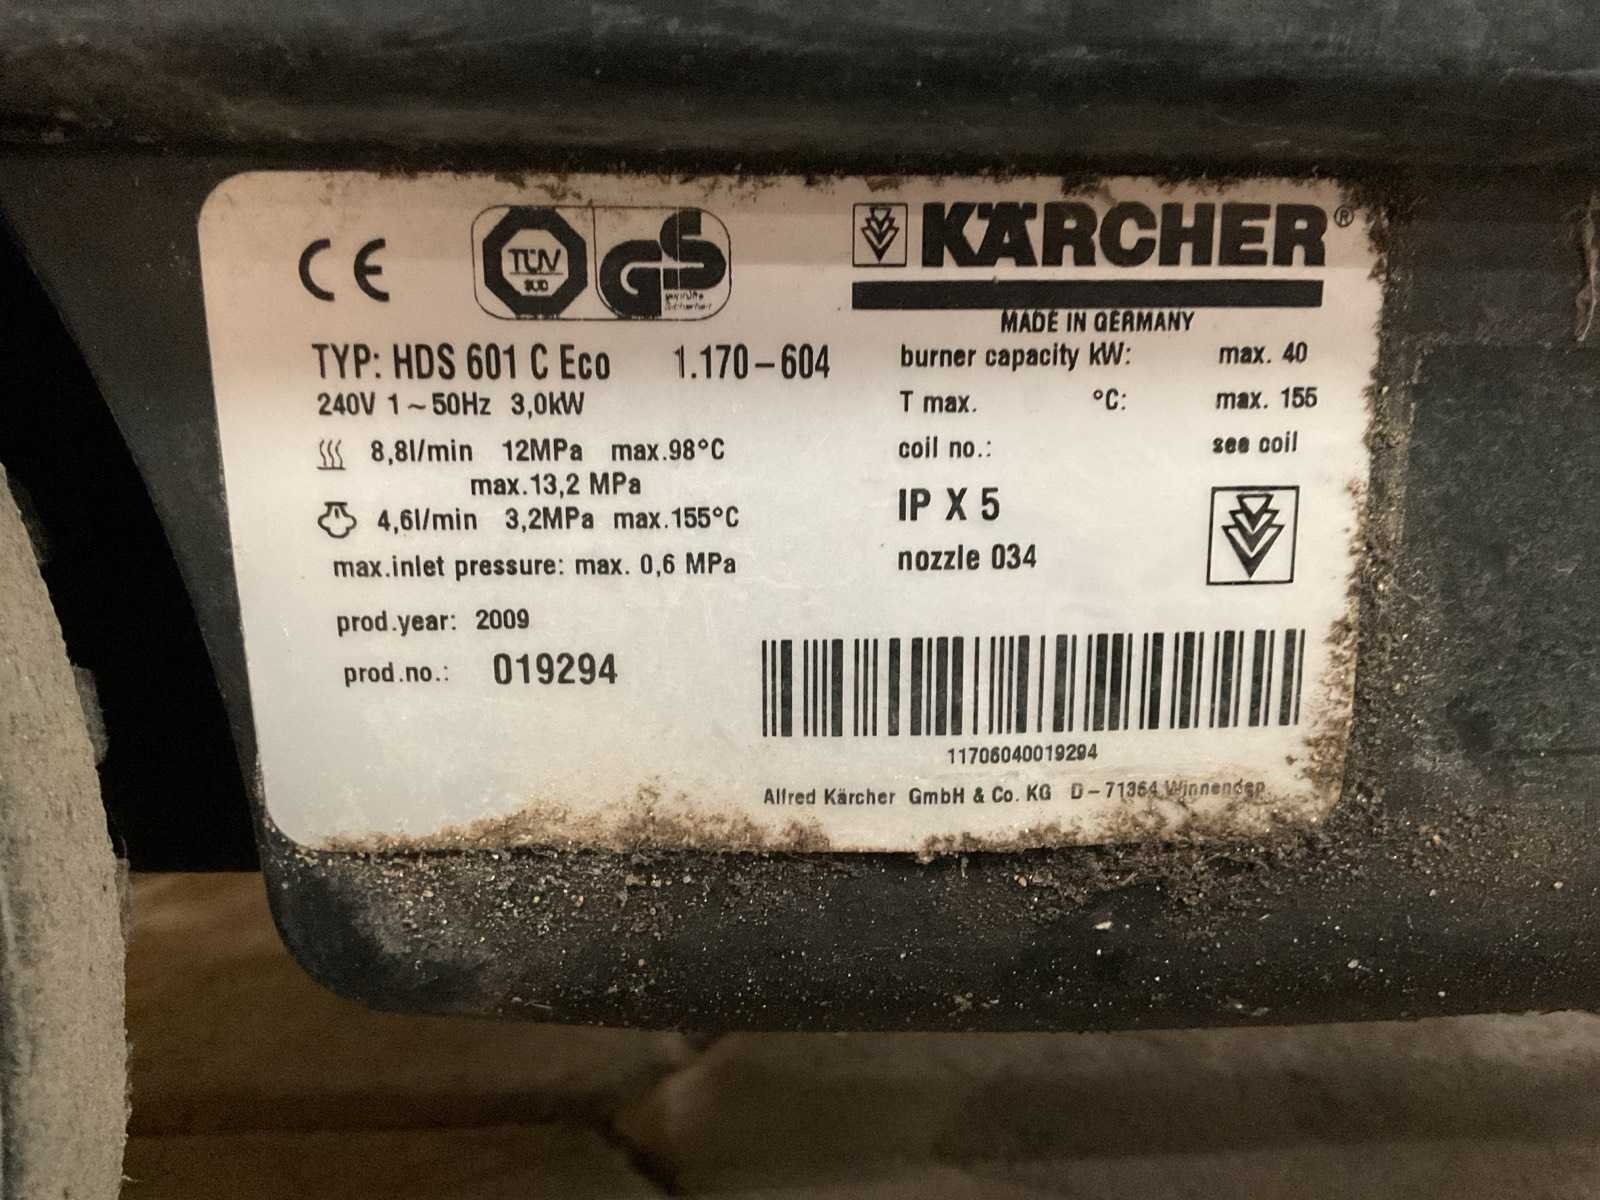 CE
TÜV
SÜD
GS
geprüfte
Sicherheit
KÄRCHER®
MADE IN GERMANY
TYP: HDS 601 C Eco 1.170-604
240V 1~50Hz 3,0kW
8,8l/min 12MPa max.98°C
max.13,2 MPa
4,6l/min 3,2MPa max.155°C
max.inlet pressure: max. 0,6 MPa
prod.year: 2009
prod.no.: 019294
burner capacity kW: max. 40
T max. °C: max. 155
coil no.: see coil
IP X 5
nozzle 034
11706040019294
Alfred Kärcher GmbH & Co. KG D-71364 Winnenden